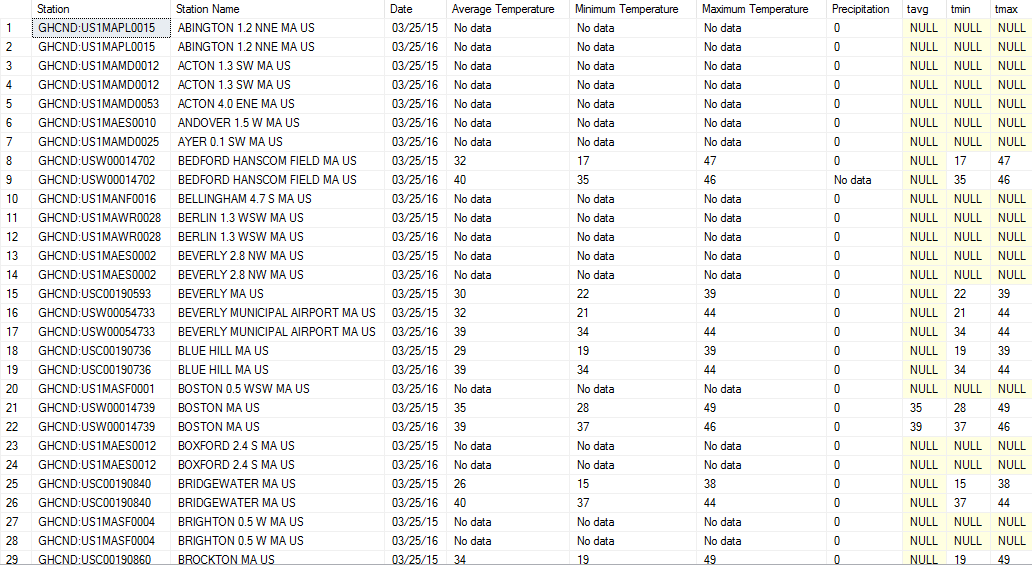 Station Station Name Date Average Temperature Minimum Temperature Maximum Temperature Precipitation tavg tmin tmax
1 GHCND:US1MAPL0015 ABINGTON 1.2 NNE MA US 03/25/15 No data No data No data 0 NULL NULL NULL
2 GHCND:US1MAPL0015 ABINGTON 1.2 NNE MA US 03/25/16 No data No data No data 0 NULL NULL NULL
3 GHCND:US1MAMD0012 ACTON 1.3 SW MA US 03/25/15 No data No data No data 0 NULL NULL NULL
4 GHCND:US1MAMD0012 ACTON 1.3 SW MA US 03/25/16 No data No data No data 0 NULL NULL NULL
5 GHCND:US1MAMD0053 ACTON 4.0 ENE MA US 03/25/16 No data No data No data 0 NULL NULL NULL
6 GHCND:US1MAES0010 ANDOVER 1.5 W MA US 03/25/16 No data No data No data 0 NULL NULL NULL
7 GHCND:US1MAMD0025 AYER 0.1 SW MA US 03/25/16 No data No data No data 0 NULL NULL NULL
8 GHCND:USW00014702 BEDFORD HANSCOM FIELD MA US 03/25/15 32 17 47 0 NULL 17 47
9 GHCND:USW00014702 BEDFORD HANSCOM FIELD MA US 03/25/16 40 35 46 No data NULL 35 46
10 GHCND:US1MANF0016 BELLINGHAM 4.7 S MA US 03/25/16 No data No data No data 0 NULL NULL NULL
11 GHCND:US1MAWR0028 BERLIN 1.3 WSW MA US 03/25/15 No data No data No data 0 NULL NULL NULL
12 GHCND:US1MAWR0028 BERLIN 1.3 WSW MA US 03/25/16 No data No data No data 0 NULL NULL NULL
13 GHCND:US1MAES0002 BEVERLY 2.8 NW MA US 03/25/15 No data No data No data 0 NULL NULL NULL
14 GHCND:US1MAES0002 BEVERLY 2.8 NW MA US 03/25/16 No data No data No data 0 NULL NULL NULL
15 GHCND:USC00190593 BEVERLY MA US 03/25/15 30 22 39 0 NULL 22 39
16 GHCND:USW00054733 BEVERLY MUNICIPAL AIRPORT MA US 03/25/15 32 21 44 0 NULL 21 44
17 GHCND:USW00054733 BEVERLY MUNICIPAL AIRPORT MA US 03/25/16 39 34 44 0 NULL 34 44
18 GHCND:USC00190736 BLUE HILL MA US 03/25/15 29 19 39 0 NULL 19 39
19 GHCND:USC00190736 BLUE HILL MA US 03/25/16 39 34 44 0 NULL 34 44
20 GHCND:US1MASF0001 BOSTON 0.5 WSW MA US 03/25/16 No data No data No data 0 NULL NULL NULL
21 GHCND:USW00014739 BOSTON MA US 03/25/15 35 28 49 0 35 28 49
22 GHCND:USW00014739 BOSTON MA US 03/25/16 39 37 46 0 39 37 46
23 GHCND:US1MAES0012 BOXFORD 2.4 S MA US 03/25/15 No data No data No data 0 NULL NULL NULL
24 GHCND:US1MAES0012 BOXFORD 2.4 S MA US 03/25/16 No data No data No data 0 NULL NULL NULL
25 GHCND:USC00190840 BRIDGEWATER MA US 03/25/15 26 15 38 0 NULL 15 38
26 GHCND:USC00190840 BRIDGEWATER MA US 03/25/16 40 37 44 0 NULL 37 44
27 GHCND:US1MASF0004 BRIGHTON 0.5 W MA US 03/25/15 No data No data No data 0 NULL NULL NULL
28 GHCND:US1MASF0004 BRIGHTON 0.5 W MA US 03/25/16 No data No data No data 0 NULL NULL NULL
29 GHCND:USC00190860 BROCKTON MA US 03/25/15 34 19 49 0 NULL 19 49